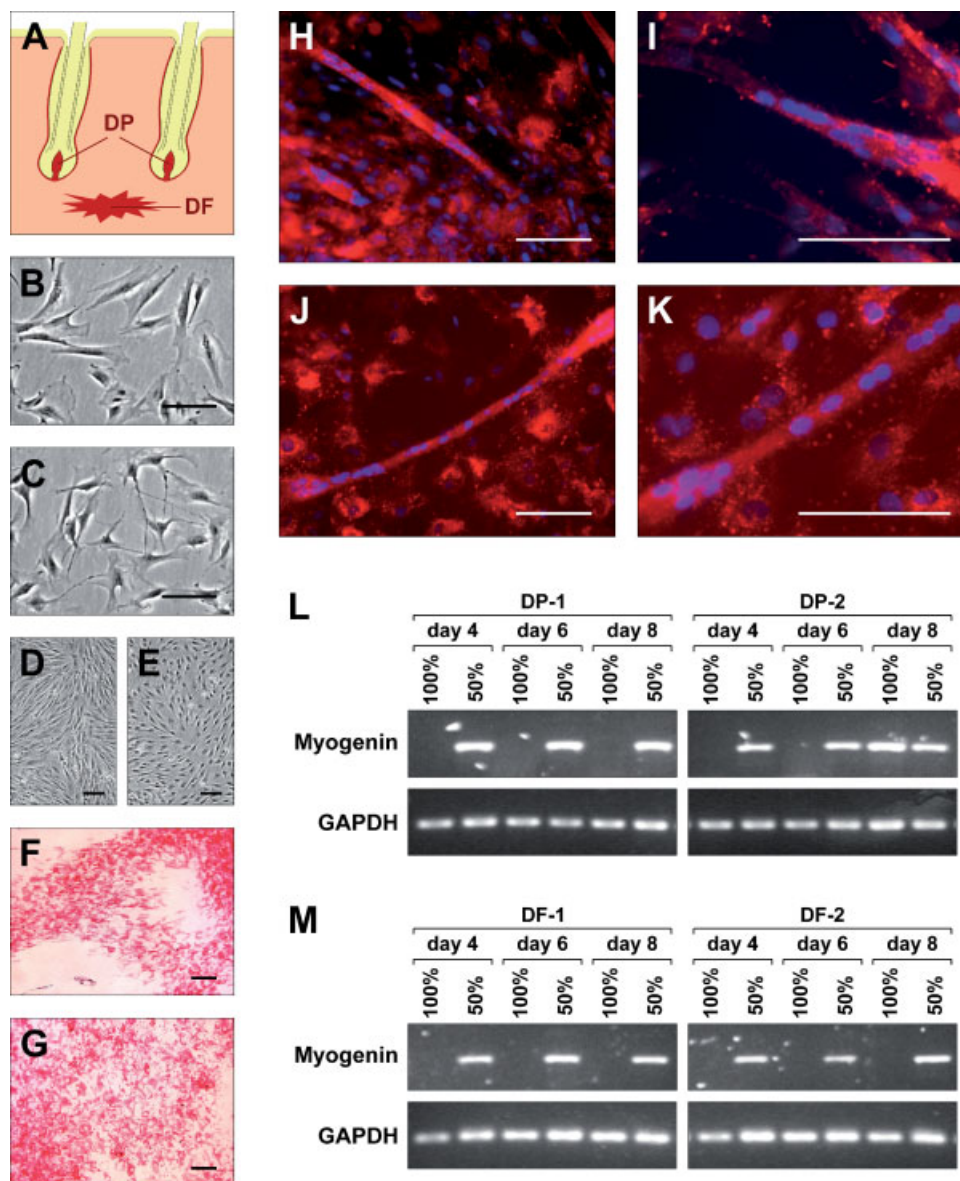 A
DP
DF
B
C
D E
F
G
H I
J K
L
DP-1 DP-2
day 4 day 6 day 8 day 4 day 6 day 8
100% 50% 100% 50% 100% 50% 100% 50% 100% 50% 100% 50%
Myogenin
GAPDH
M
DF-1 DF-2
day 4 day 6 day 8 day 4 day 6 day 8
100% 50% 100% 50% 100% 50% 100% 50% 100% 50% 100% 50%
Myogenin
GAPDH